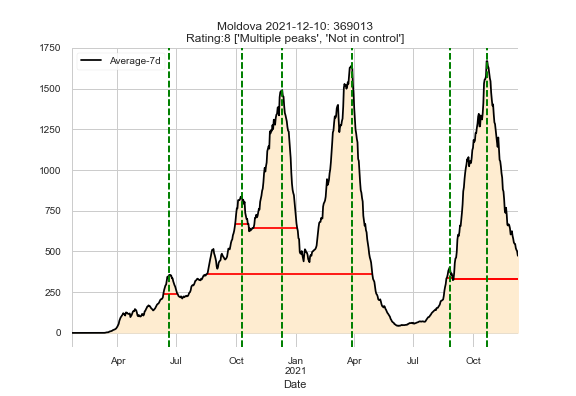 Moldova 2021-12-10: 369013
Rating:8 ['Multiple peaks', 'Not in control']
Average-7d
1750
1500
1250
1000
750
500
250
0
Apr
Jul
Oct
Jan
2021
Apr
Jul
Oct
Date